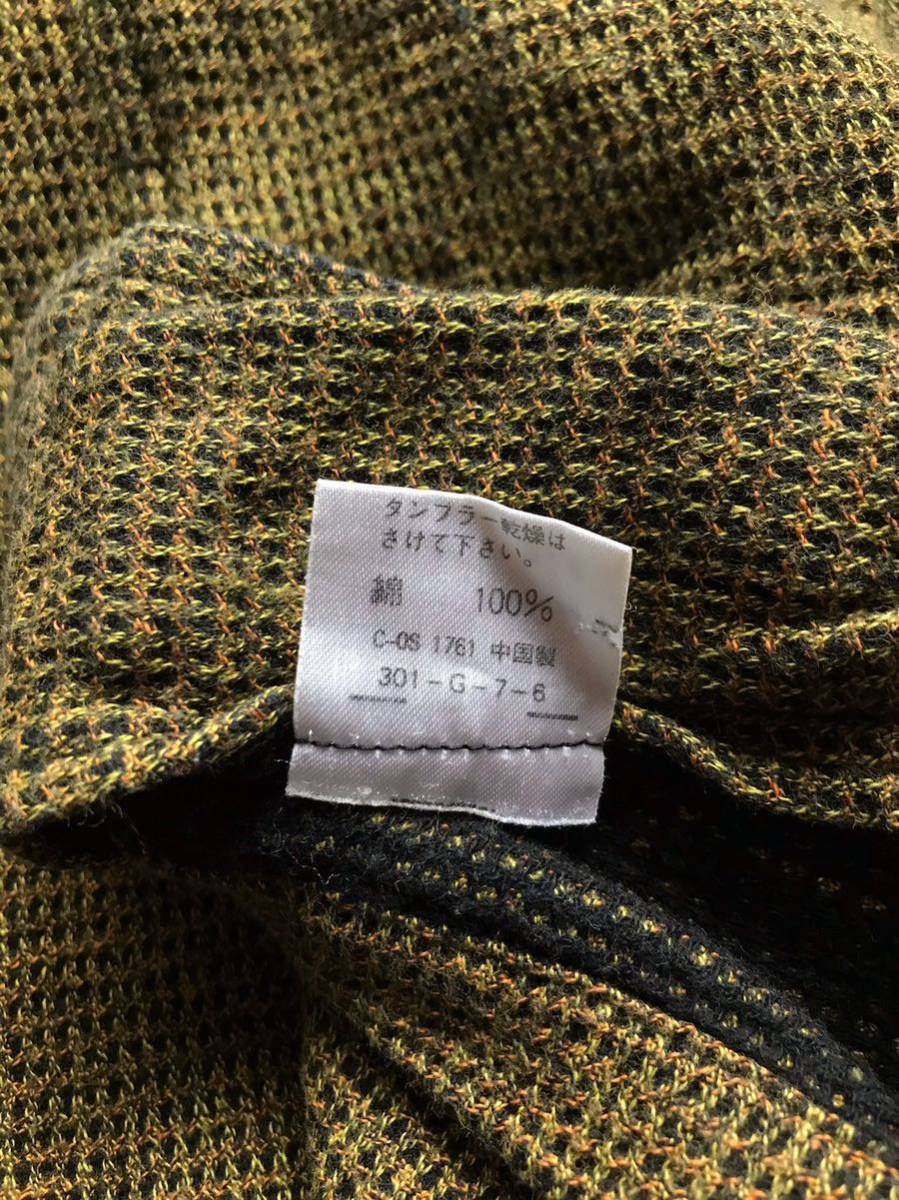 タンブラー乾燥は
さけて下さい。
綿 100%
C-0S 1761 中国製
301-G-7-6